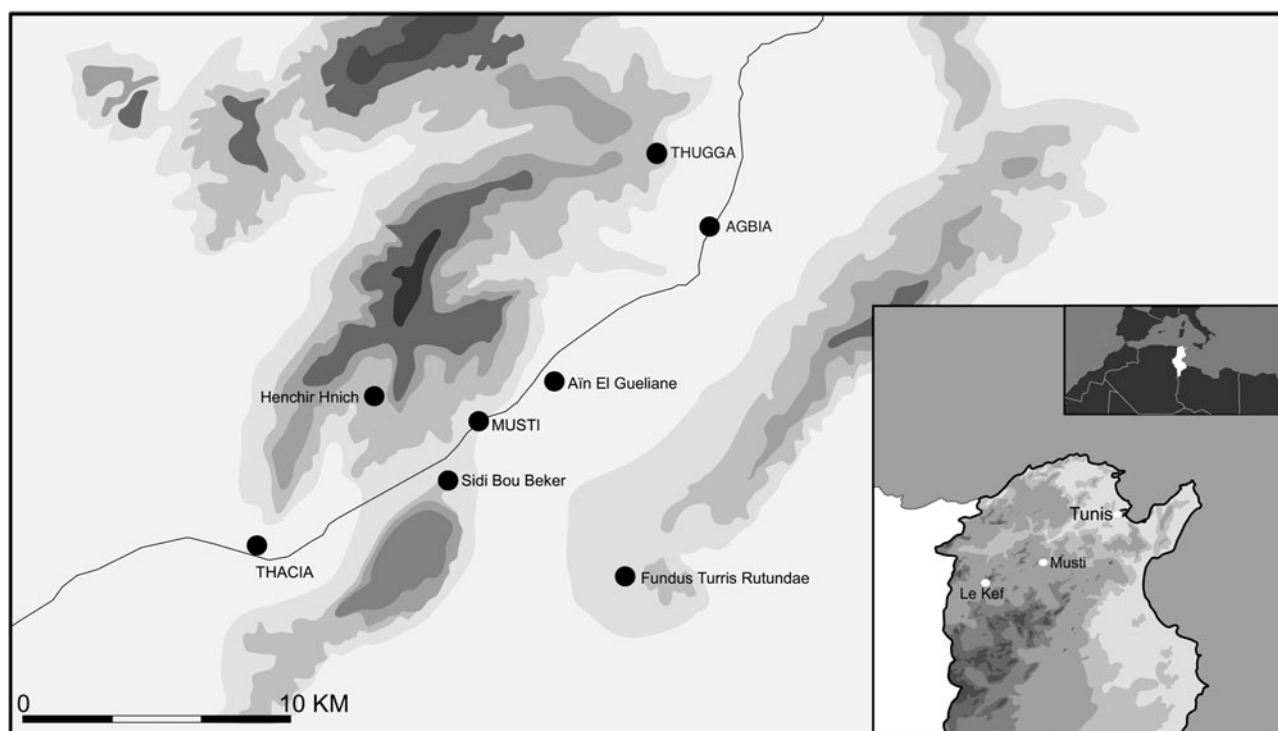 THUGGA
AGBIA
Aïn El Gueliane
Henchir Hnich
MUSTI
Sidi Bou Beker
THACIA
Fundus Turris Rutundae
0 10 KM
Tunis
Musti
Le Kef